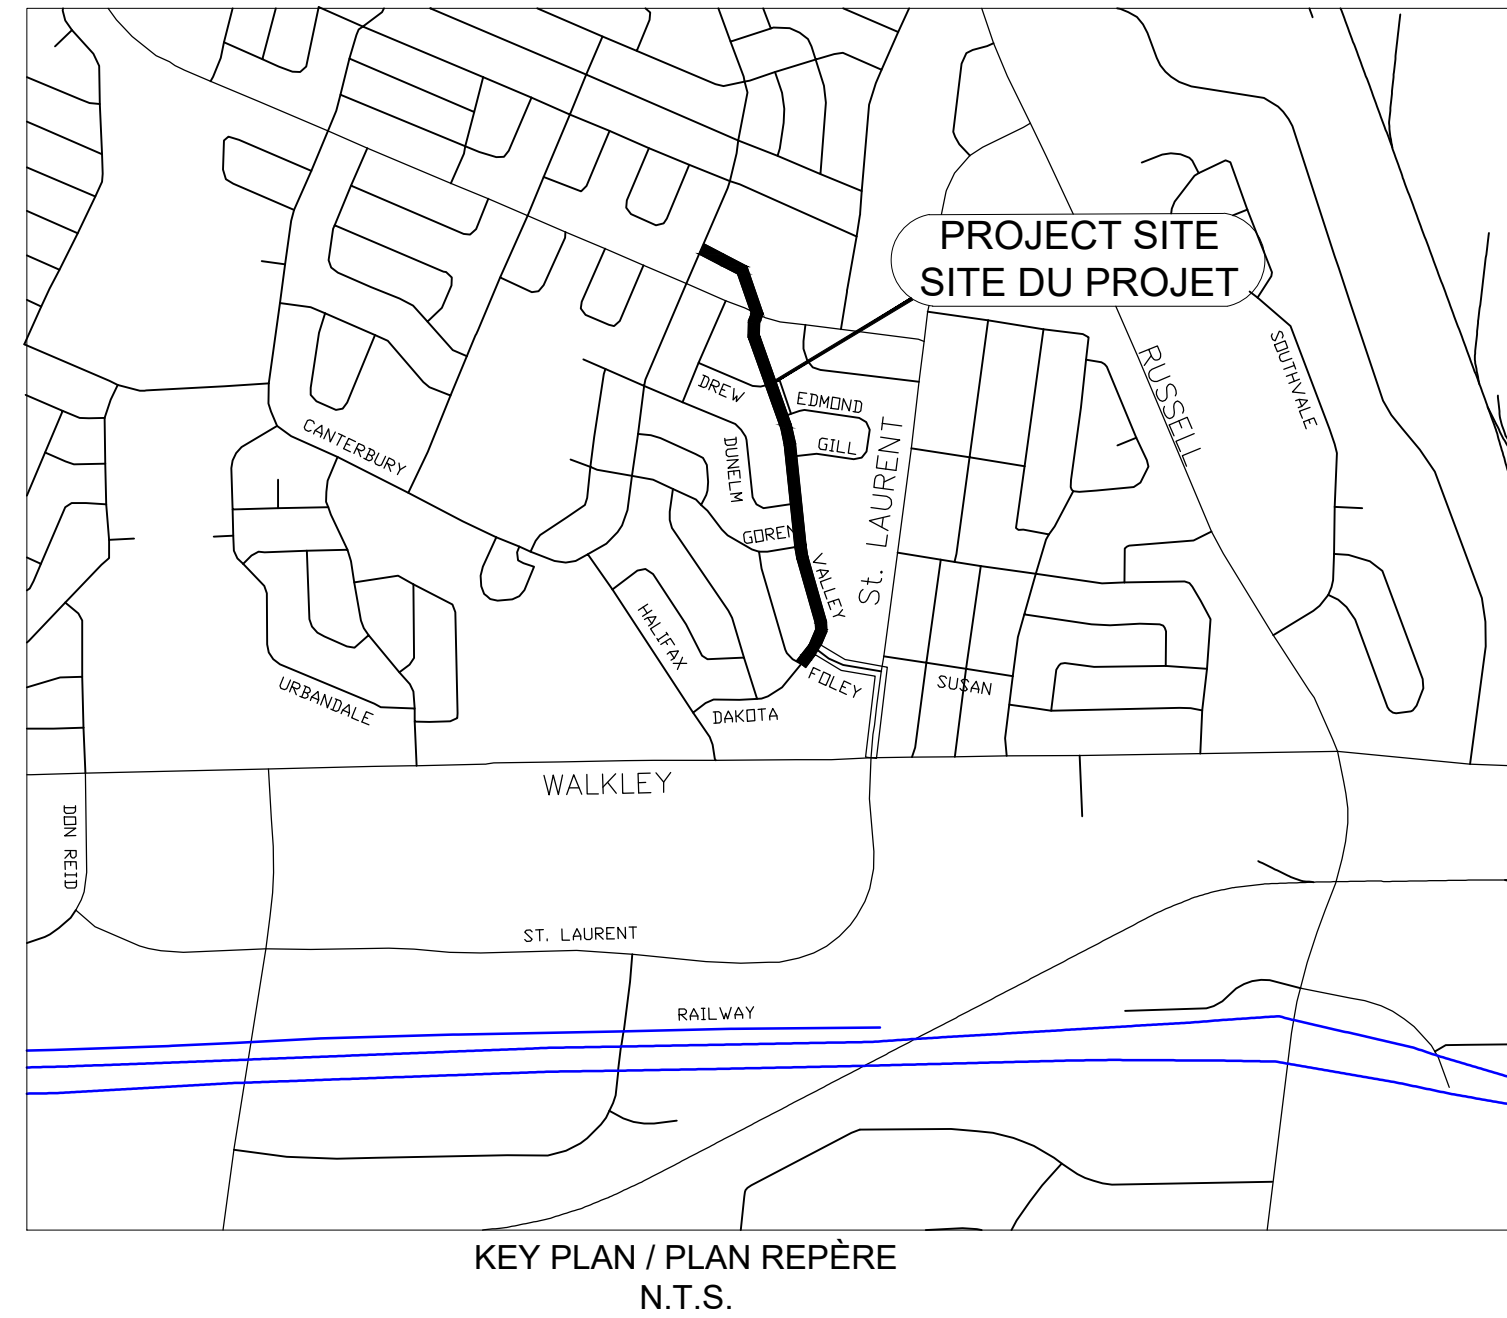 PROJECT SITE
SITE DU PROJET
RUSSELL
SOUTHVALE
DREW
EDMOND
CANTERBURY
DUNELM
GILL
St. LAURENT
GOREN
VALLEY
HALIFAX
URBANDALE
FOLEY
SUSAN
DAKOTA
WALKLEY
DON REID
ST. LAURENT
RAILWAY
KEY PLAN / PLAN REPÈRE
N.T.S.